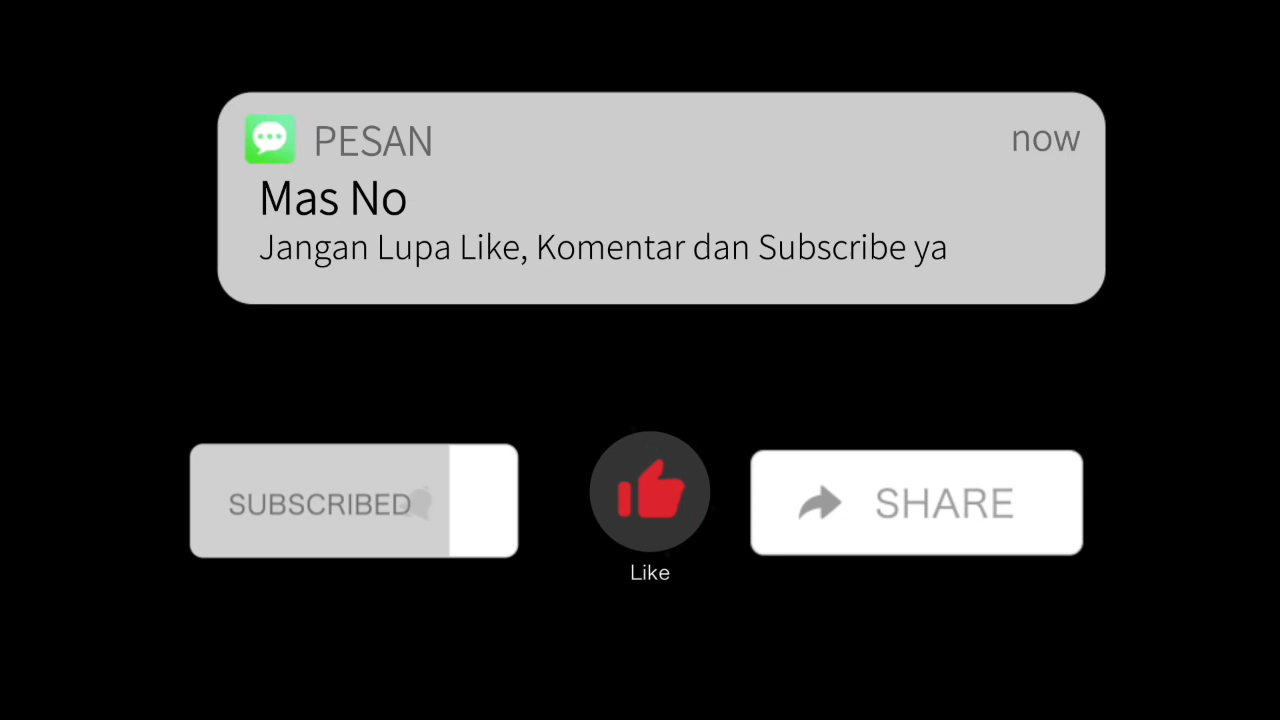 PESAN
now
Mas No
Jangan Lupa Like, Komentar dan Subscribe ya
SUBSCRIBED
Like
SHARE